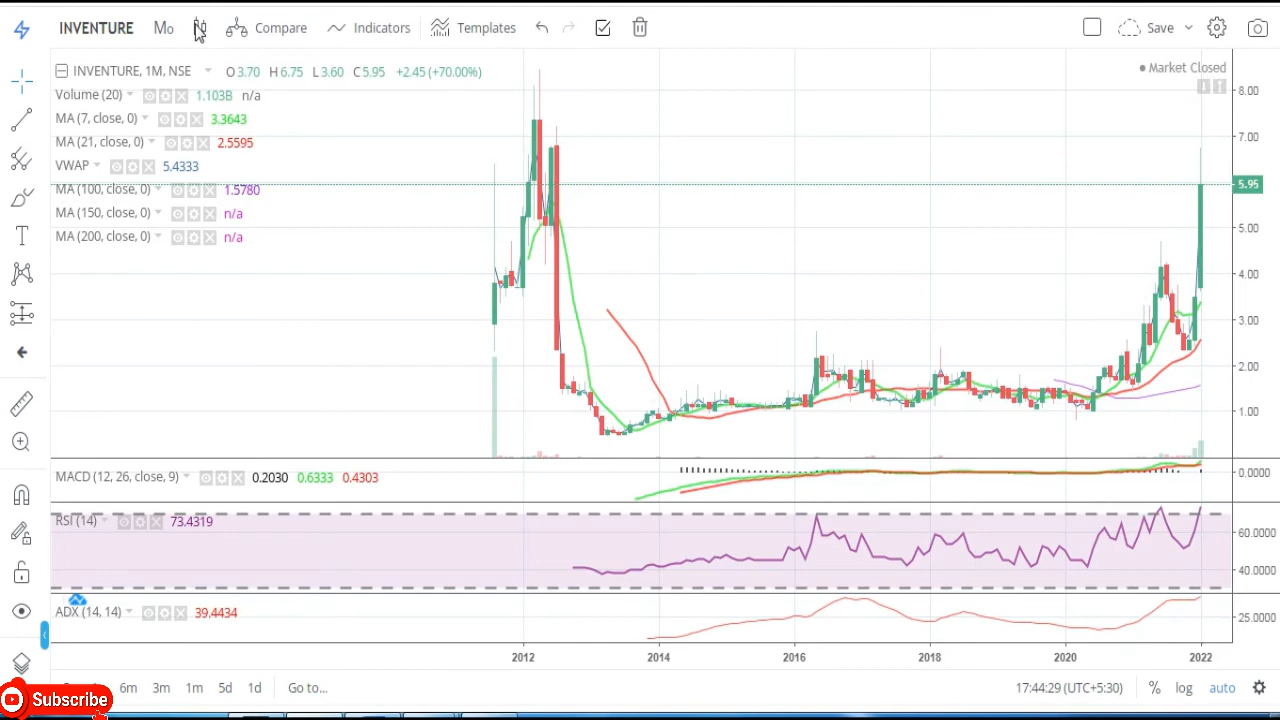 INVENTURE Mo Compare Indicators Templates Save
INVENTURE, 1M, NSE O3.70 H6.75 L3.60 C5.95 +2.45 (+70.00%)
Market Closed
Volume (20) 1.103B n/a
MA (7, close, 0) 3.3643
MA (21, close, 0) 2.5595
VWAP 5.4333
MA (100, close, 0) 1.5780
MA (150, close, 0) n/a
MA (200, close, 0) n/a
8.00
7.00
5.95
5.00
4.00
3.00
2.00
1.00
MACD (12, 26, close, 9) 0.2030 0.6333 0.4303
0.0000
RSI (14) 73.4319
60.0000
40.0000
ADX (14, 14) 39.4434
25.0000
2012 2014 2016 2018 2020 2022
6m 3m 1m 5d 1d Go to... 17:44:29 (UTC+5:30) % log auto
Subscribe